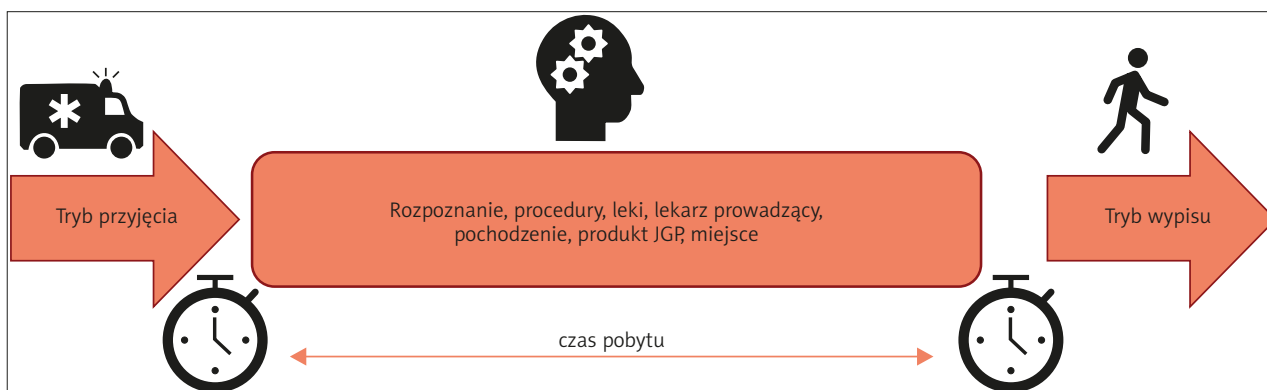 Tryb przyjęcia
Rozpoznanie, procedury, leki, lekarz prowadzący,
pochodzenie, produkt JGP, miejsce
Tryb wypisu
czas pobytu